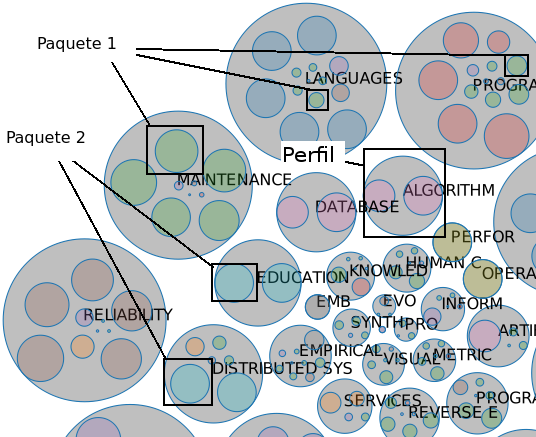 Paquete 1
LANGUAGES
PROGRA
Paquete 2
Perfil
MAINTENANCE
ALGORITHM
DATABASE
PERFOR
HUMAN C
KNOWLED
OPERA
EDUCATION
EMB
EVO
INFORM
RELIABILITY
SYNTH
PRO
ARTIF
EMPIRICAL
VISUAL
METRIC
DISTRIBUTED SYS
SERVICES
REVERSE E
PROGRA